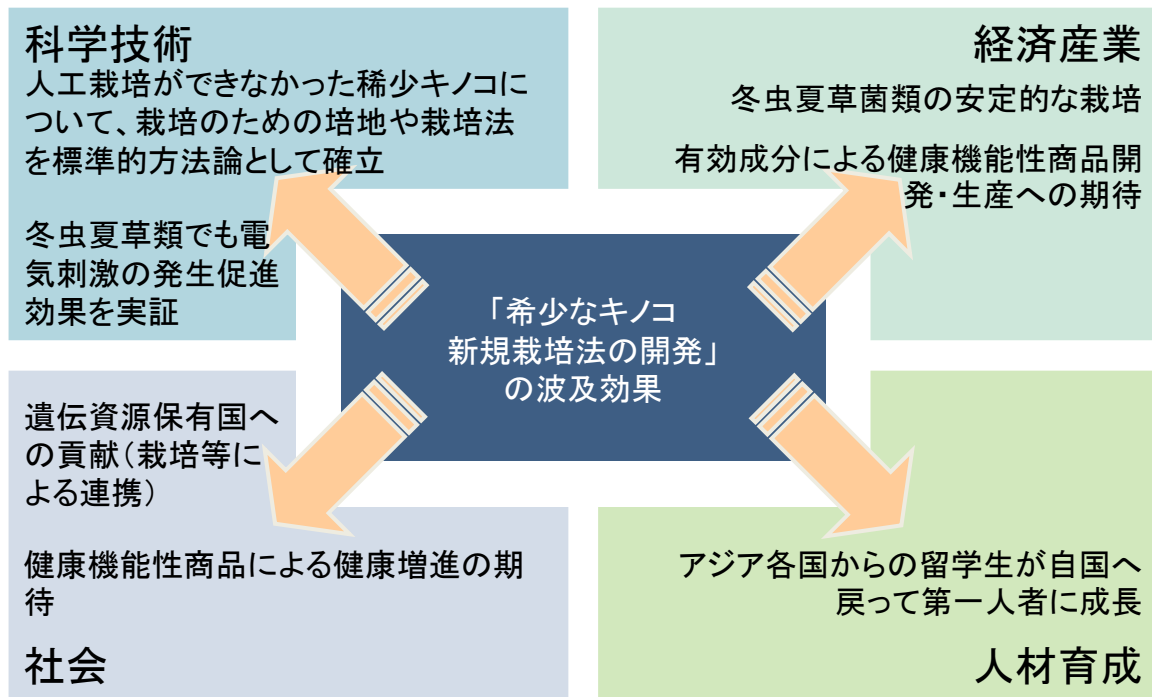 科学技術
人工栽培ができなかった稀少キノコに
ついて、栽培のための培地や栽培法
を標準的方法論として確立
冬虫夏草類でも電
気刺激の発生促進
効果を実証
経済産業
冬虫夏草菌類の安定的な栽培
有効成分による健康機能性商品開
発・生産への期待
「希少なキノコ
新規栽培法の開発」
の波及効果
遺伝資源保有国へ
の貢献（栽培等に
よる連携）
健康機能性商品による健康増進の期
待
社会
アジア各国からの留学生が自国へ
戻って第一人者に成長
人材育成